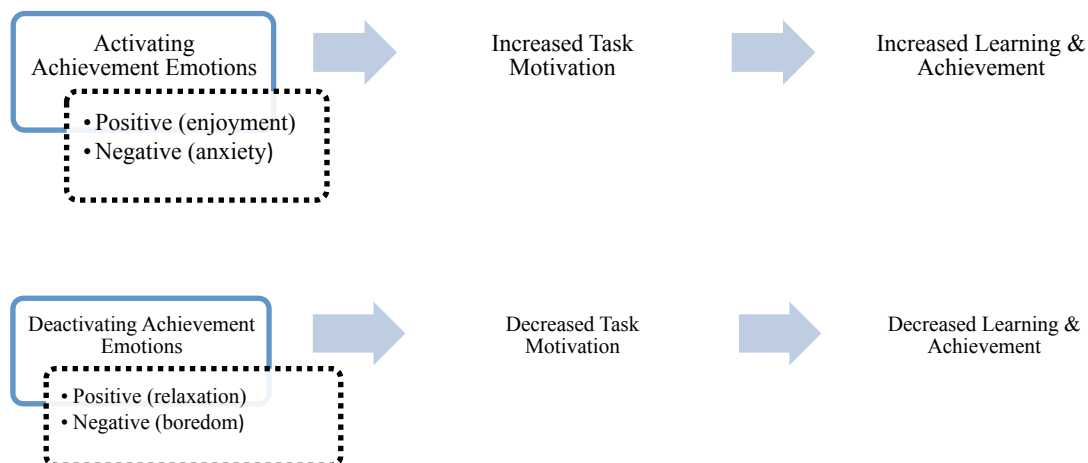 Activating
Achievement Emotions
• Positive (enjoyment)
• Negative (anxiety)
Increased Task
Motivation
Increased Learning &
Achievement
Deactivating Achievement
Emotions
• Positive (relaxation)
• Negative (boredom)
Decreased Task
Motivation
Decreased Learning &
Achievement